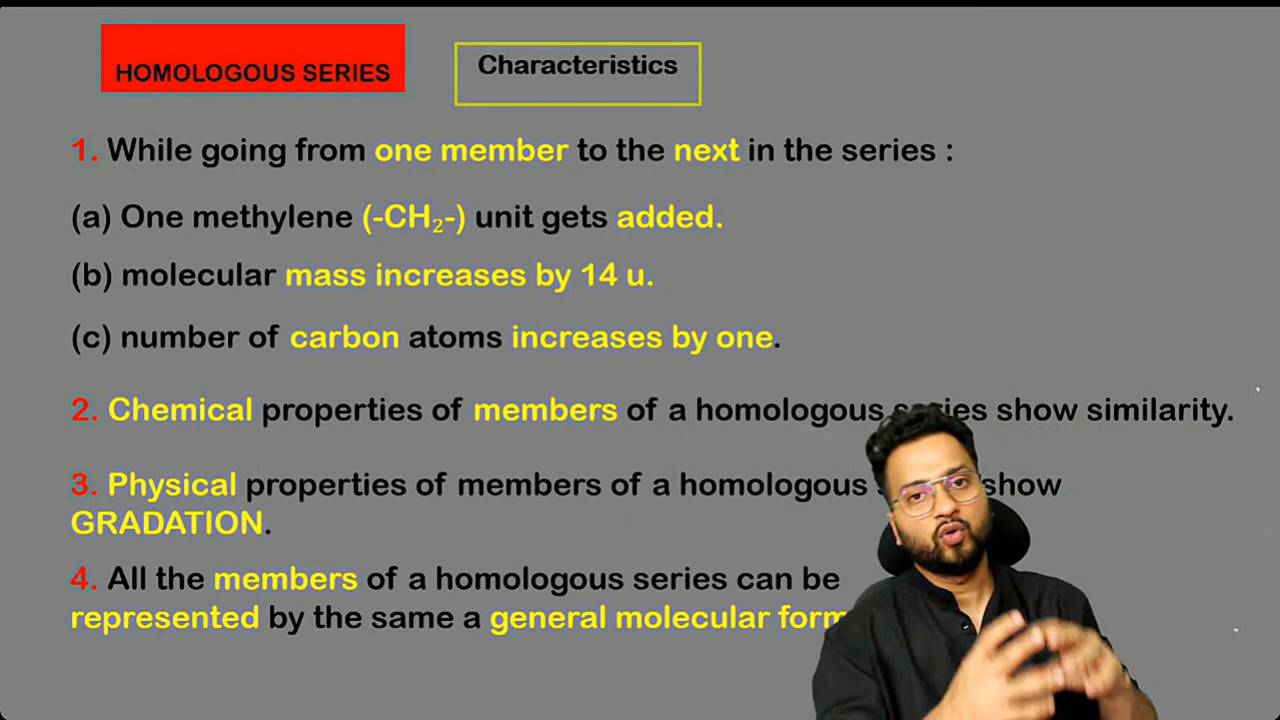 HOMOLOGOUS SERIES
Characteristics
1. While going from one member to the next in the series :
(a) One methylene (-CH₂-) unit gets added.
(b) molecular mass increases by 14 u.
(c) number of carbon atoms increases by one.
2. Chemical properties of members of a homologous series show similarity.
3. Physical properties of members of a homologous show
GRADATION.
4. All the members of a homologous series can be
represented by the same a general molecular